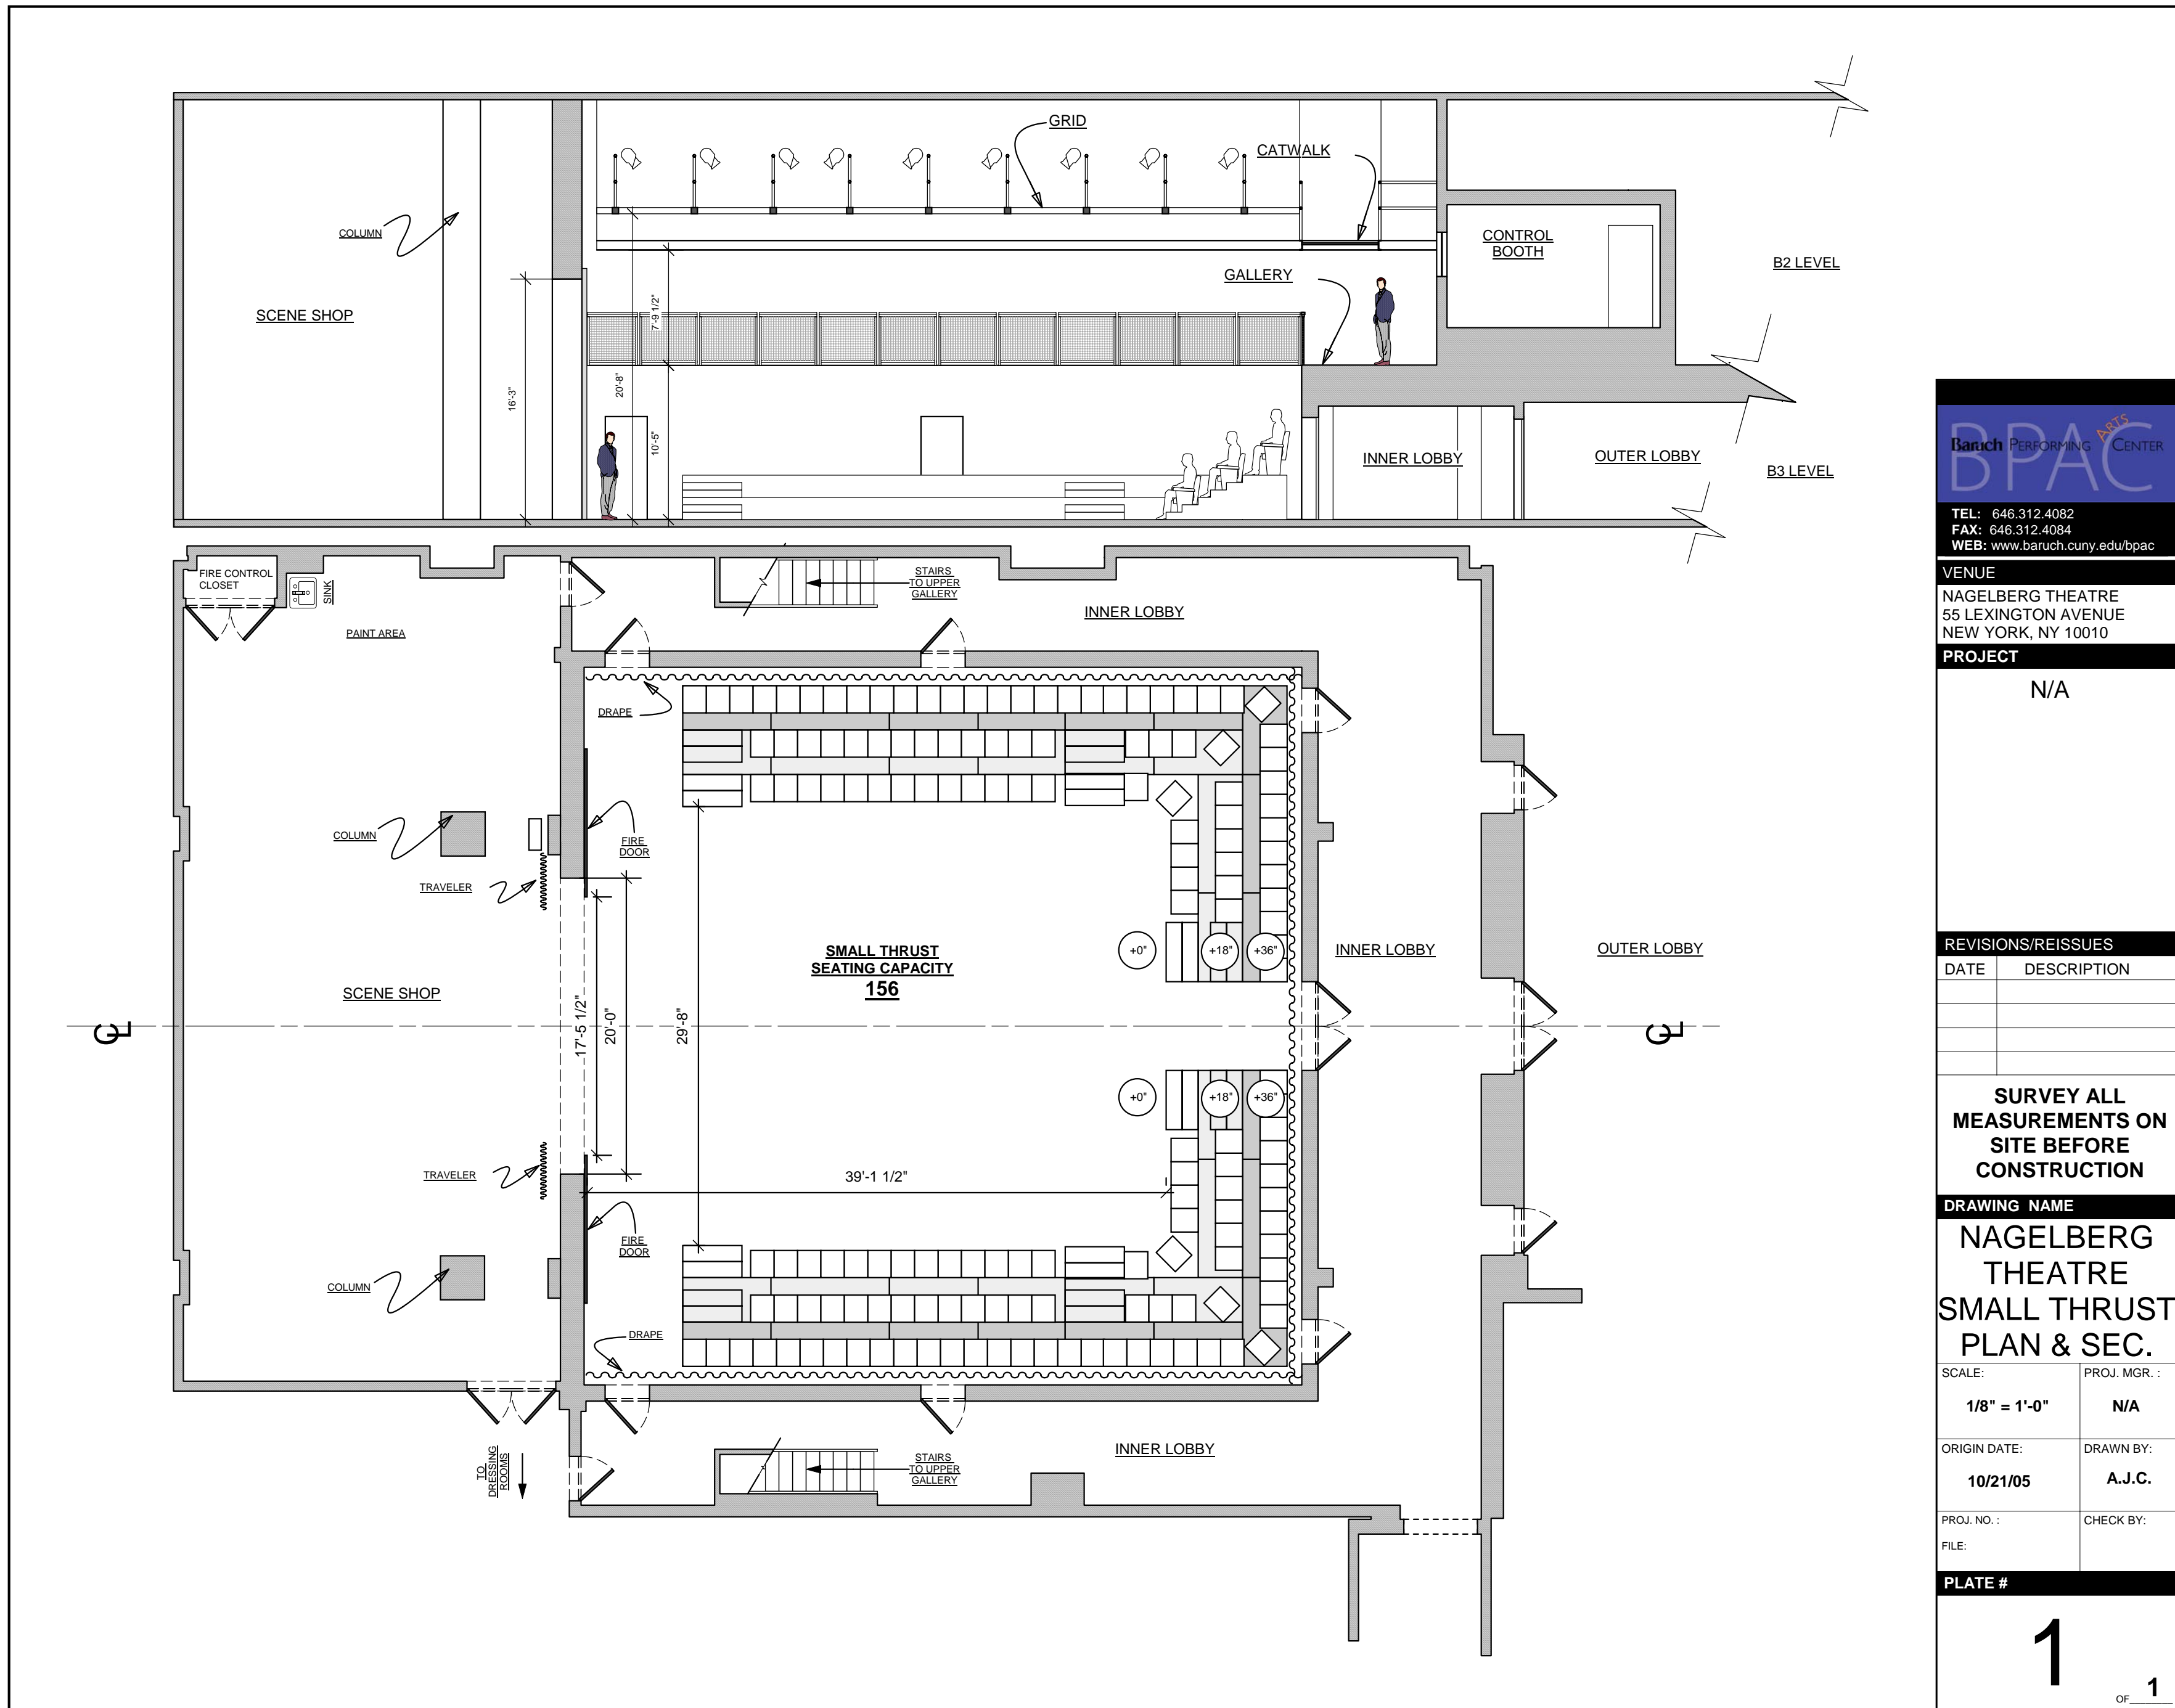 GRID
CATWALK
COLUMN
CONTROL
BOOTH
B2 LEVEL
GALLERY
SCENE SHOP
7'-9 1/2"
16'-3"
20'-8"
10'-5"
INNER LOBBY
OUTER LOBBY
B3 LEVEL
FIRE CONTROL
CLOSET
SINK
PAINT AREA
STAIRS
TO UPPER
GALLERY
INNER LOBBY
DRAPE
COLUMN
FIRE
DOOR
TRAVELER
SMALL THRUST
SEATING CAPACITY
156
+0"
+18"
+36"
INNER LOBBY
OUTER LOBBY
SCENE SHOP
CL
17'-5 1/2"
20'-0"
29'-8"
CL
+0"
+18"
+36"
TRAVELER
39'-1 1/2"
FIRE
DOOR
COLUMN
DRAPE
INNER LOBBY
STAIRS
TO UPPER
GALLERY
TO
DRESSING
ROOMS
BPAC
Baruch PERFORMING ARTS CENTER
TEL: 646.312.4082
FAX: 646.312.4084
WEB: www.baruch.cuny.edu/bpac
VENUE
NAGELBERG THEATRE
55 LEXINGTON AVENUE
NEW YORK, NY 10010
PROJECT
N/A
REVISIONS/REISSUES
DATE DESCRIPTION
SURVEY ALL
MEASUREMENTS ON
SITE BEFORE
CONSTRUCTION
DRAWING NAME
NAGELBERG
THEATRE
SMALL THRUST
PLAN & SEC.
SCALE: PROJ. MGR. :
1/8" = 1'-0" N/A
ORIGIN DATE: DRAWN BY:
10/21/05 A.J.C.
PROJ. NO. : CHECK BY:
FILE:
PLATE #
1
OF 1